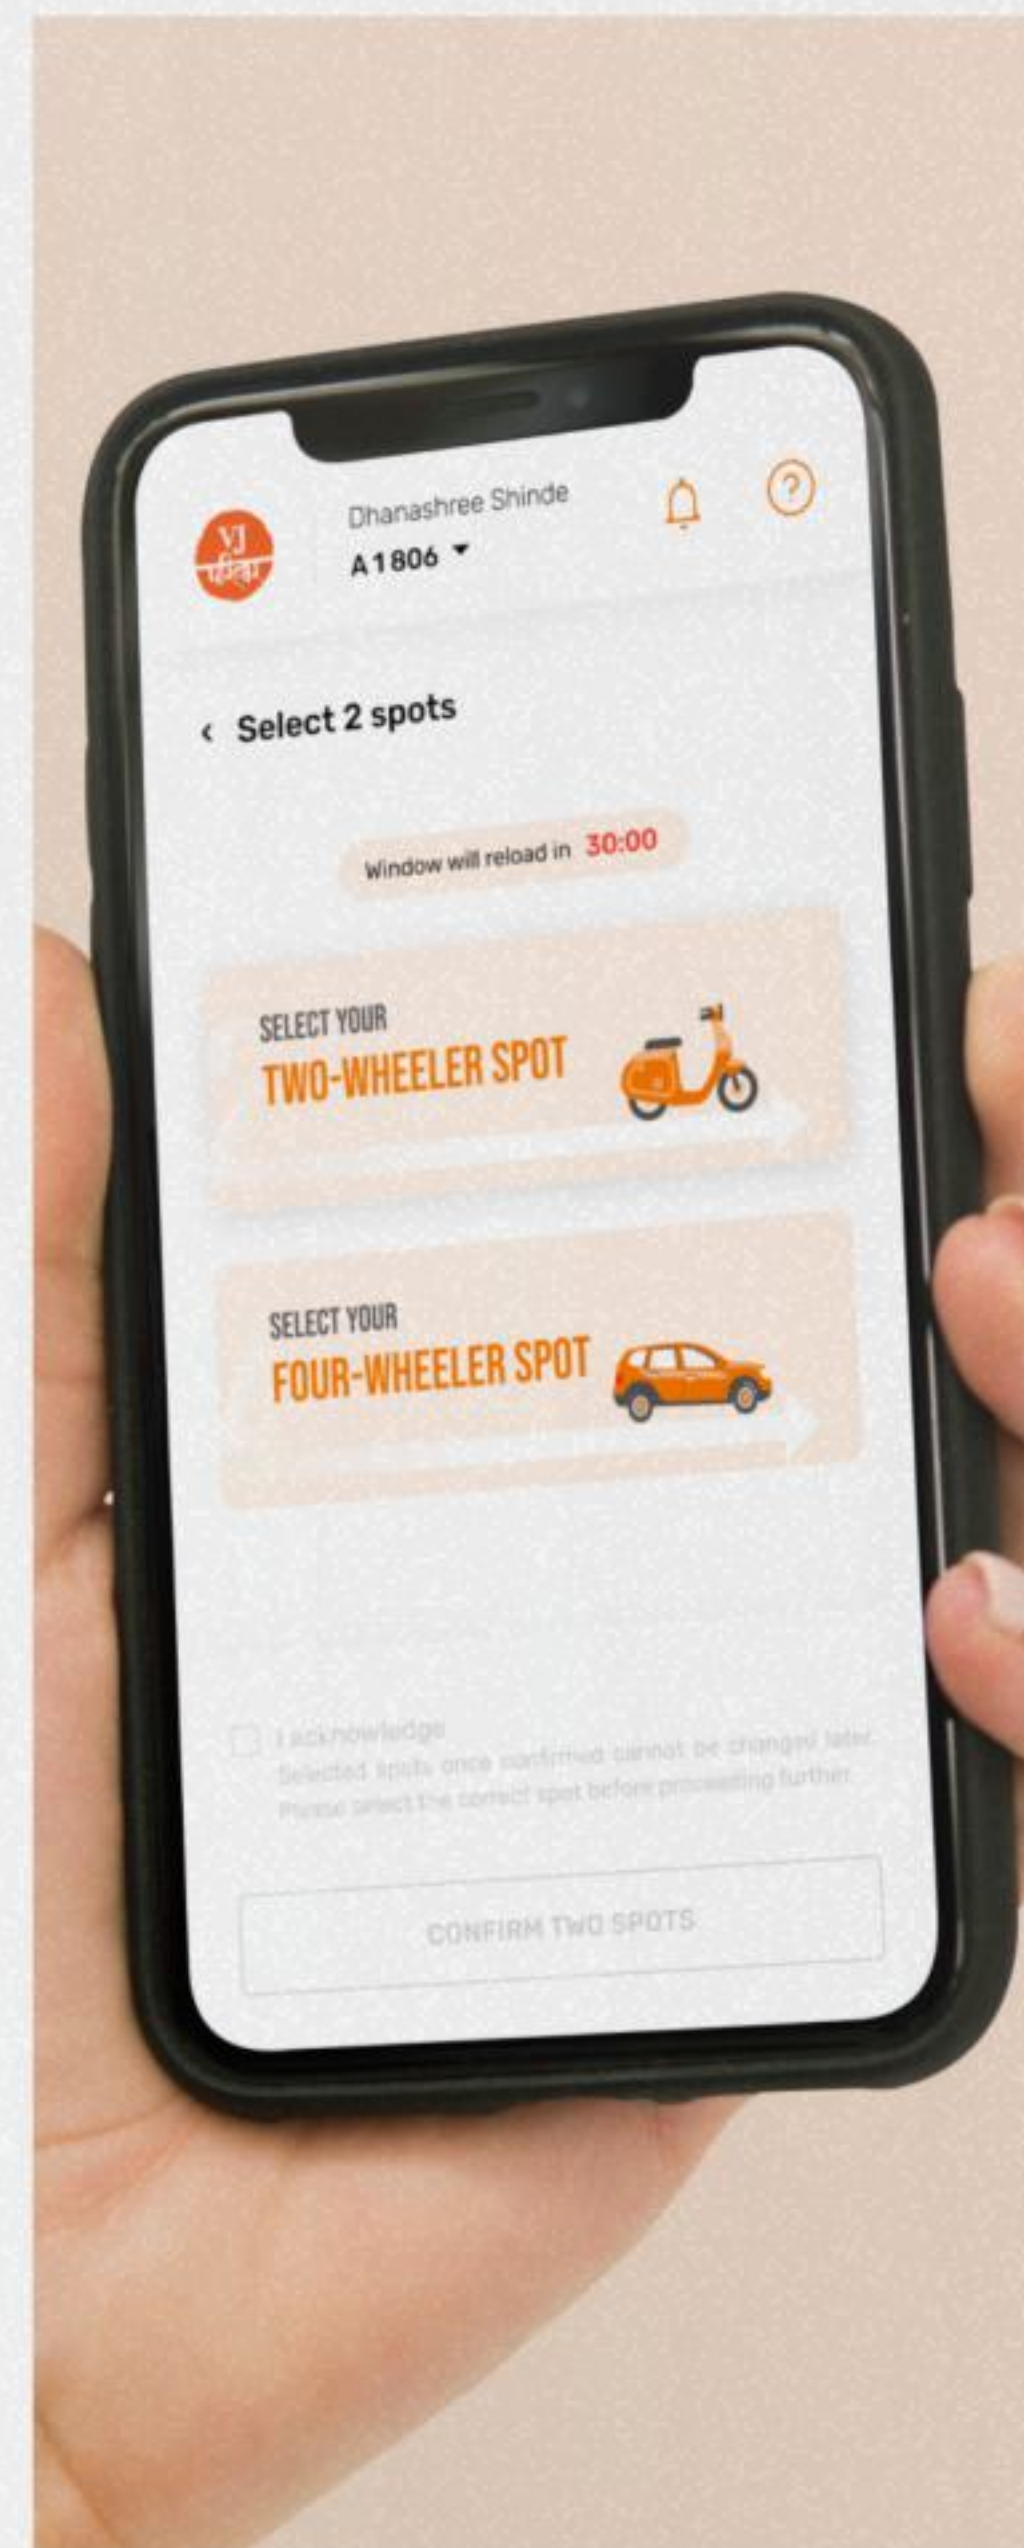 VJ
Dhanashree Shinde
A1806
Select 2 spots
Window will reload in 30:00
SELECT YOUR
TWO-WHEELER SPOT
SELECT YOUR
FOUR-WHEELER SPOT
I acknowledge
Selected spots once confirmed cannot be changed later.
Please select the correct spot before proceeding further.
CONFIRM TWO SPOTS